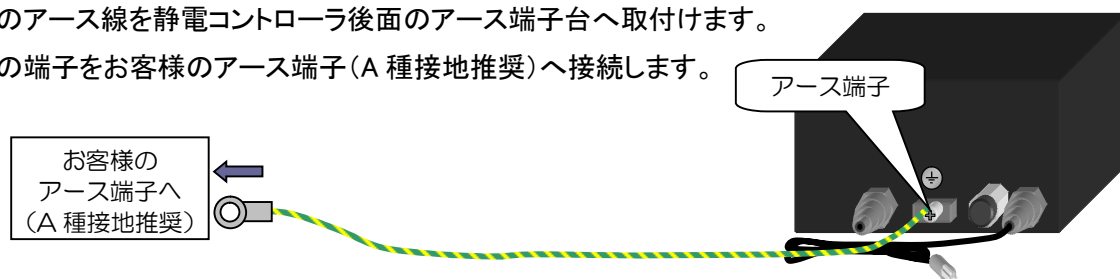 のアース線を静電コントローラ後面のアース端子台へ取付けます。
の端子をお客様のアース端子（A 種接地推奨）へ接続します。
アース端子
お客様の
アース端子へ
（A 種接地推奨）